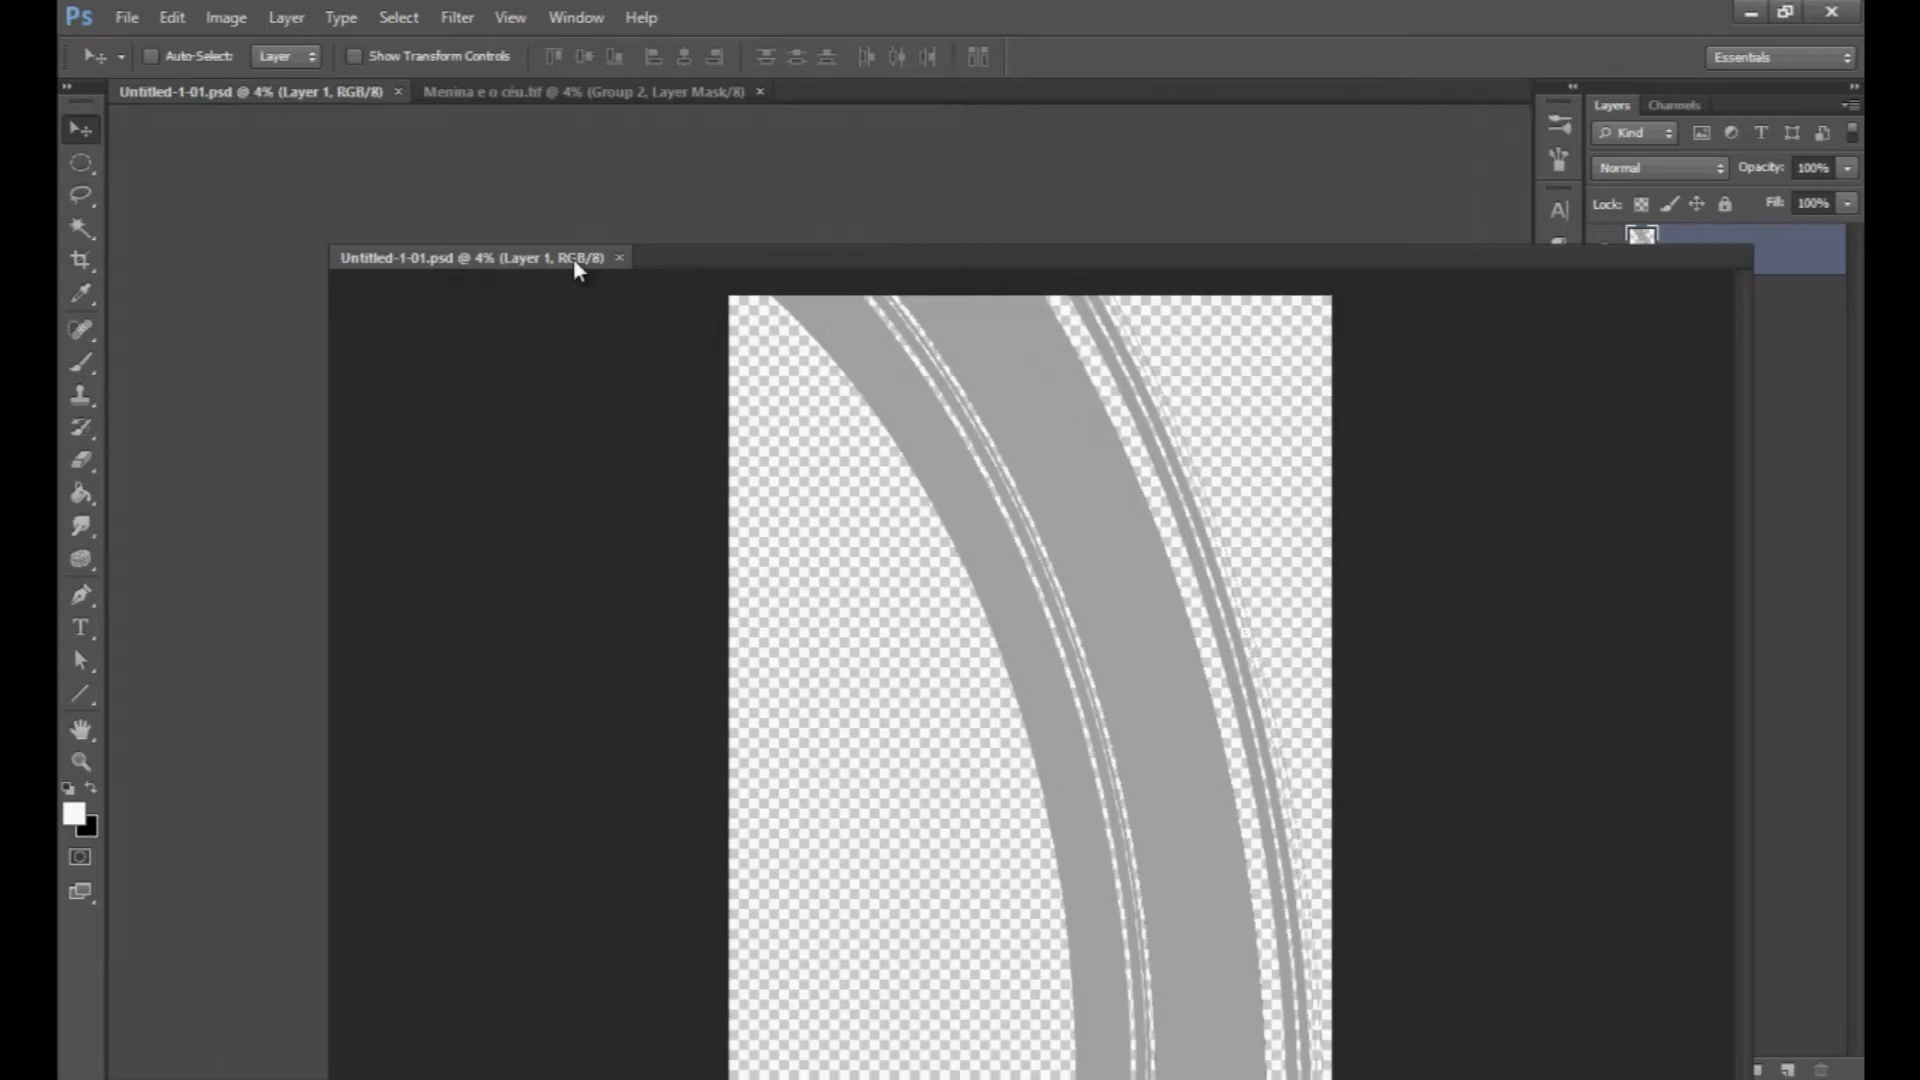 Ps File Edit Image Layer Type Select Filter View Window Help
Auto-Select: Layer Show Transform Controls Essentials
Untitled-1-01.psd @ 4% (Layer 1, RGB/8) × Menina e o céu.tif @ 4% (Group 2, Layer Mask/8) ×
Layers Channels
Kind
Normal Opacity: 100%
Lock: Fill: 100%
Untitled-1-01.psd @ 4% (Layer 1, RGB/8) ×